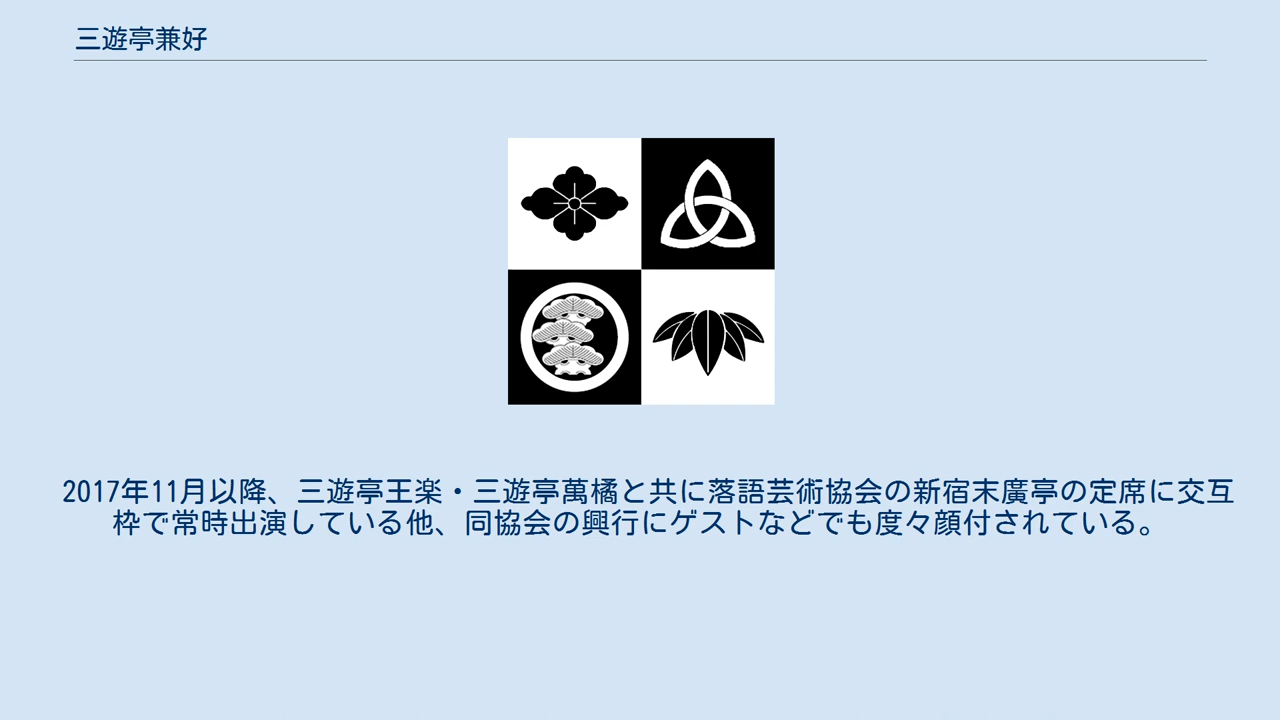 三遊亭兼好
2017年11月以降、三遊亭王楽・三遊亭萬橘と共に落語芸術協会の新宿末廣亭の定席に交互
枠で常時出演している他、同協会の興行にゲストなどでも度々顔付されている。